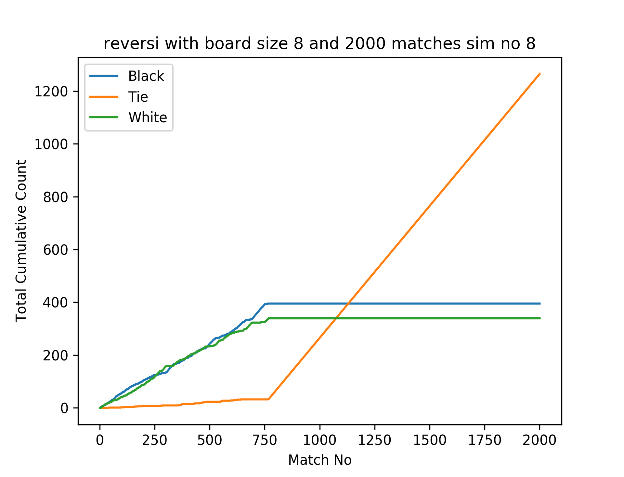 reversi with board size 8 and 2000 matches sim no 8
Black
Tie
White
Total Cumulative Count
1200
1000
800
600
400
200
0
0 250 500 750 1000 1250 1500 1750 2000
Match No